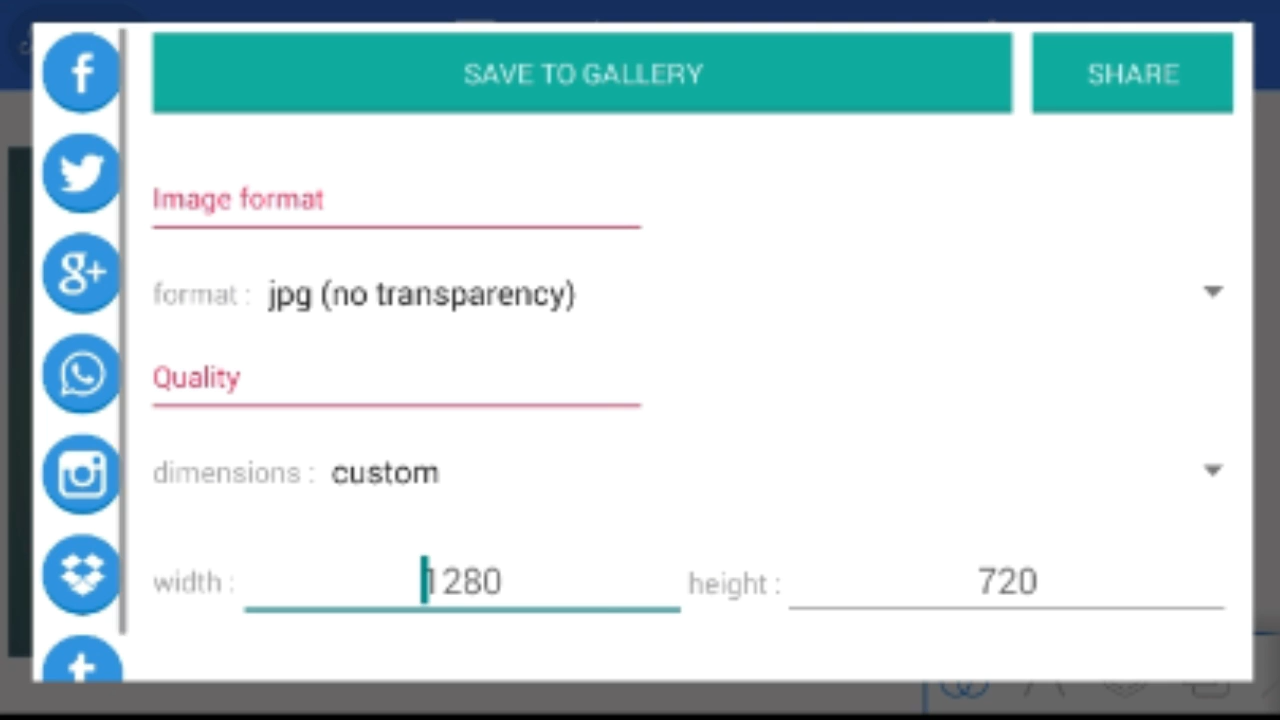 SAVE TO GALLERY SHARE
Image format
format : jpg (no transparency)
Quality
dimensions : custom
width : 1280 height : 720